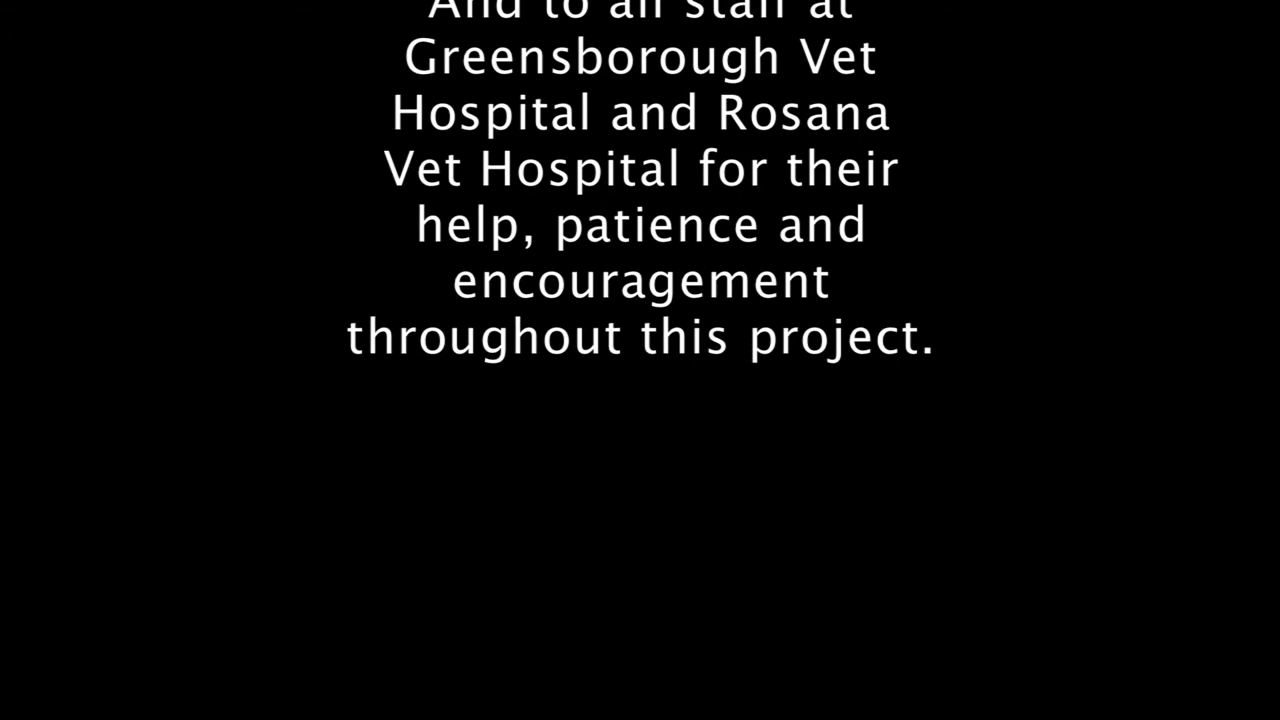 And to all staff at
Greensborough Vet
Hospital and Rosana
Vet Hospital for their
help, patience and
encouragement
throughout this project.